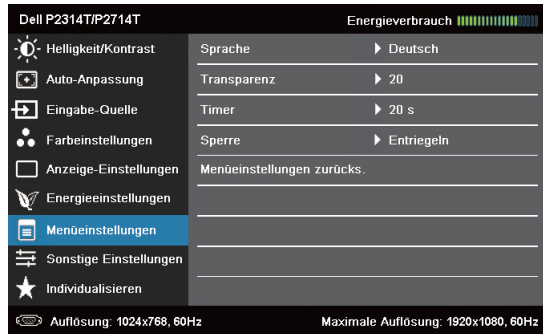 Dell P2314T/P2714T Energieverbrauch
Helligkeit/Kontrast Sprache Deutsch
Auto-Anpassung Transparenz 20
Eingabe-Quelle Timer 20 s
Farbeinstellungen Sperre Entriegeln
Anzeige-Einstellungen Menüeinstellungen zurücks.
Energieeinstellungen
Menüeinstellungen
Sonstige Einstellungen
Individualisieren
Auflösung: 1024x768, 60Hz Maximale Auflösung: 1920x1080, 60Hz